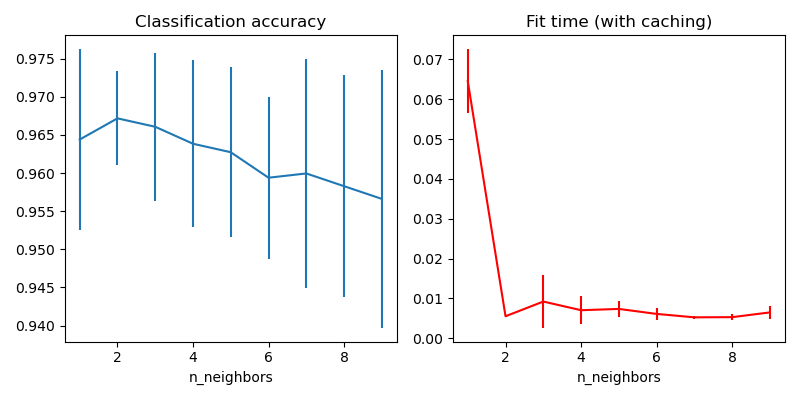 Classification accuracy
0.975
0.970
0.965
0.960
0.955
0.950
0.945
0.940
2 4 6 8
n_neighbors
Fit time (with caching)
0.07
0.06
0.05
0.04
0.03
0.02
0.01
0.00
2 4 6 8
n_neighbors